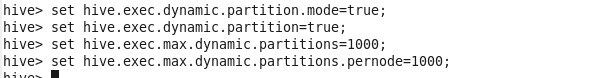 hive> set hive.exec.dynamic.partition.mode=true;
hive> set hive.exec.dynamic.partition=true;
hive> set hive.exec.max.dynamic.partitions=1000;
hive> set hive.exec.max.dynamic.partitions.pernode=1000;
hive>